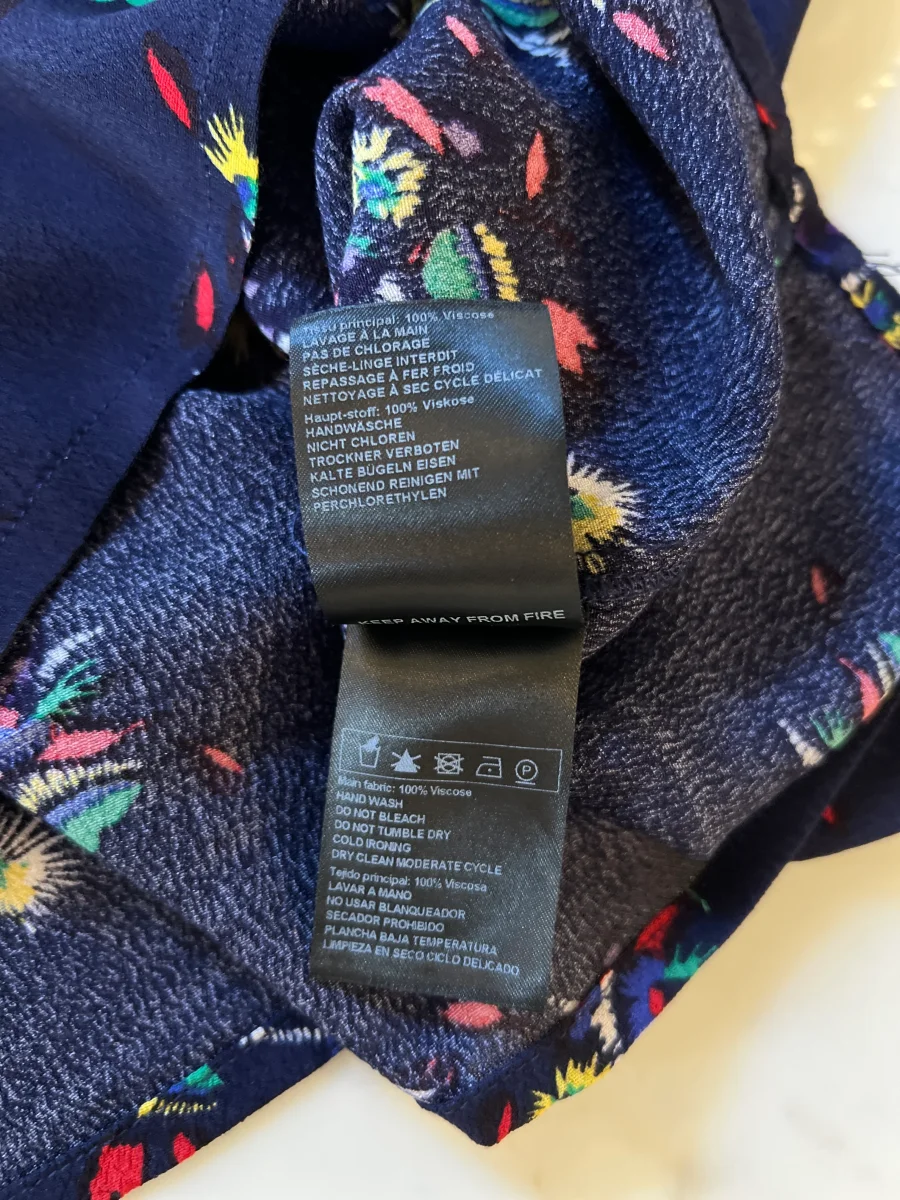 principal: 100% Viscose
LAVAGE À LA MAIN
PAS DE CHLORAGE
SÈCHE-LINGE INTERDIT
REPASSAGE À FER FROID
NETTOYAGE À SEC CYCLE DÉLICAT
Haupt-stoff: 100% Viskose
HANDWÄSCHE
NICHT CHLOREN
TROCKNER VERBOTEN
KALTE BÜGELN EISEN
SCHONEND REINIGEN MIT
PERCHLORETHYLEN
KEEP AWAY FROM FIRE
P
Main fabric: 100% Viscose
HAND WASH
DO NOT BLEACH
DO NOT TUMBLE DRY
COLD IRONING
DRY CLEAN MODERATE CYCLE
Tejido principal: 100% Viscosa
LAVAR A MANO
NO USAR BLANQUEADOR
SECADOR PROHIBIDO
PLANCHA BAJA TEMPERATURA
LIMPIEZA EN SECO CICLO DELICADO